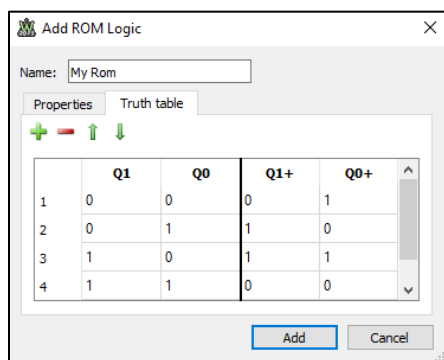 Add ROM Logic
Name: My Rom
Properties Truth table
Q1 Q0 Q1+ Q0+
1 0 0 0 1
2 0 1 1 0
3 1 0 1 1
4 1 1 0 0
Add Cancel